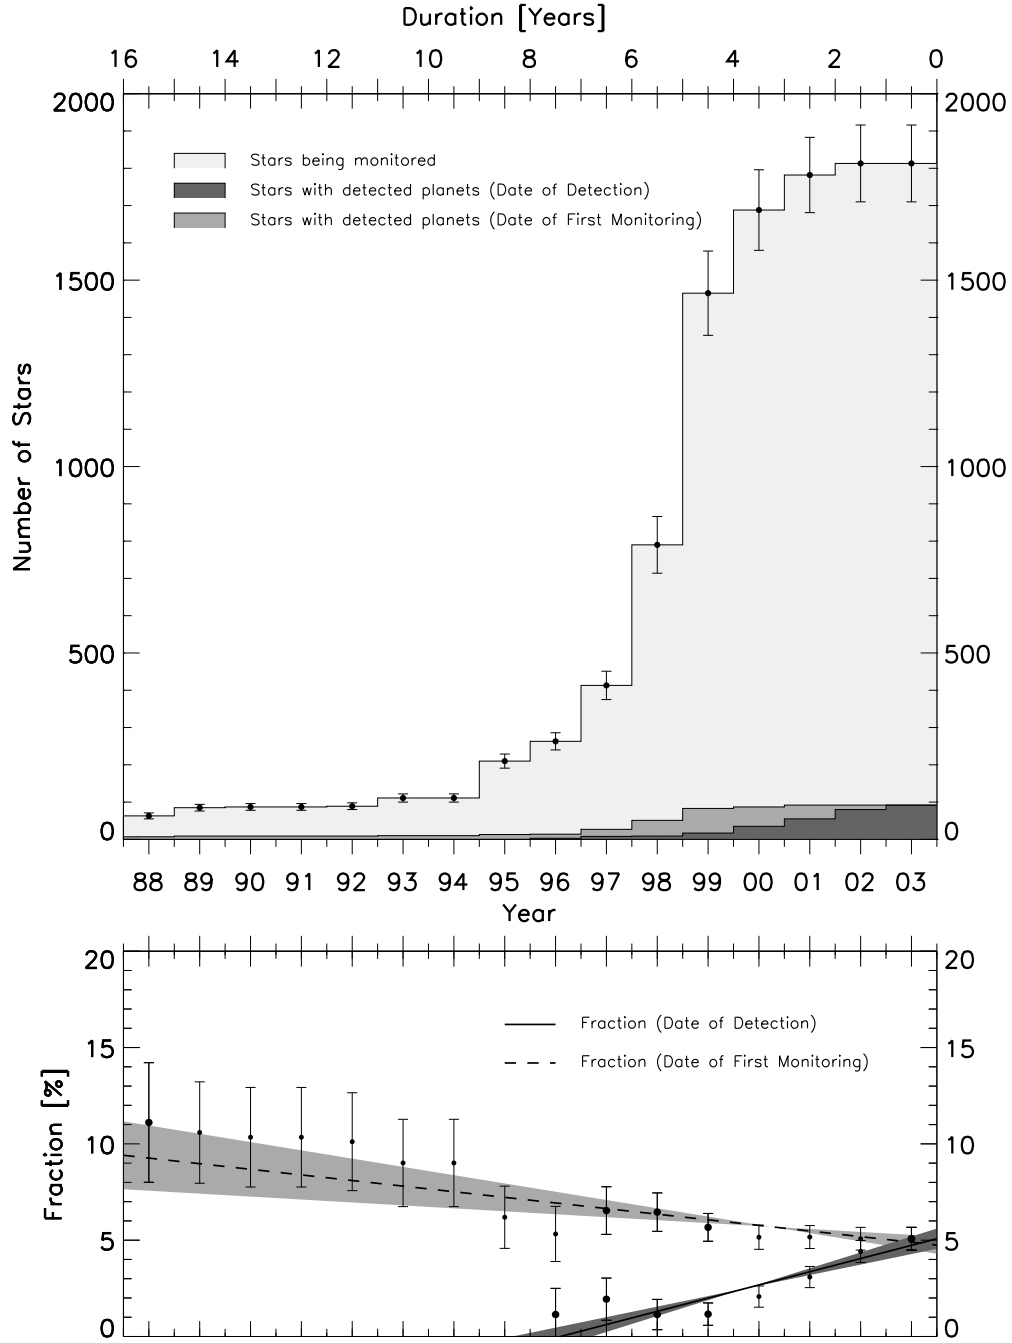 Duration [Years]
16 14 12 10 8 6 4 2 0
2000 2000
Stars being monitored
Stars with detected planets (Date of Detection)
Stars with detected planets (Date of First Monitoring)
1500 1500
Number of Stars
1000 1000
500 500
0 0
88 89 90 91 92 93 94 95 96 97 98 99 00 01 02 03
Year
20 20
Fraction (Date of Detection)
15 15
Fraction (Date of First Monitoring)
Fraction [%]
10 10
5 5
0 0